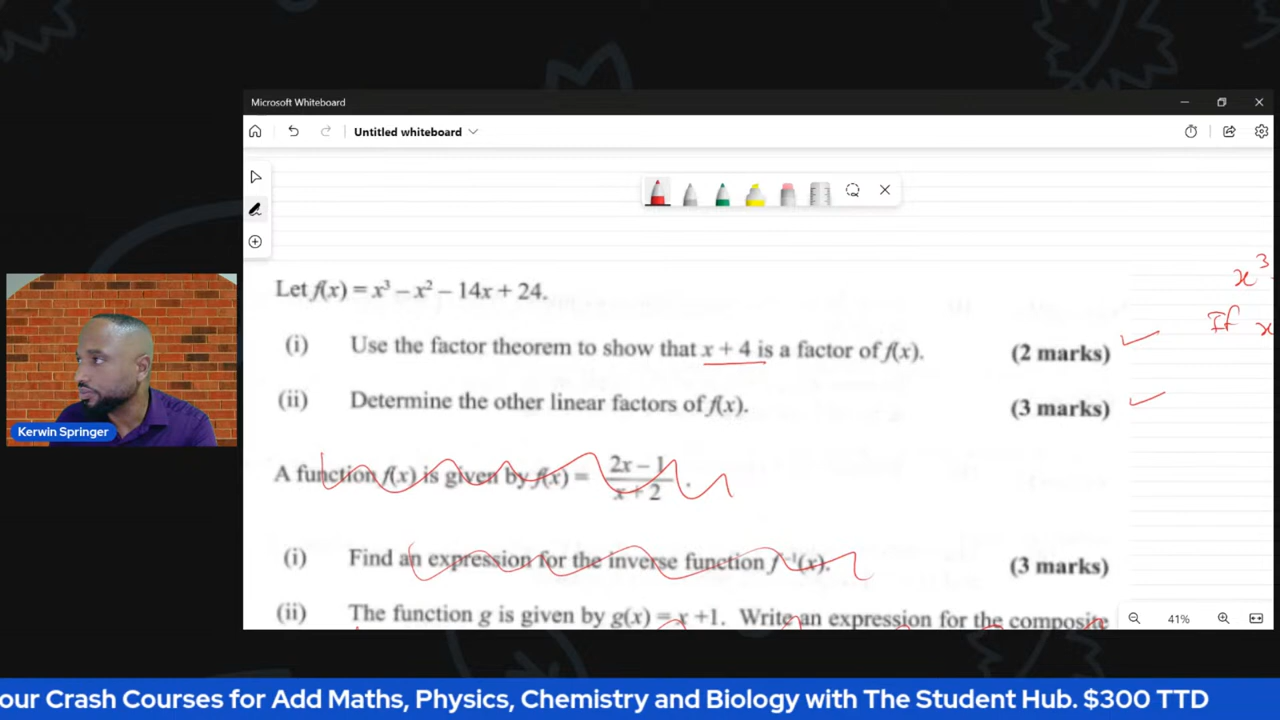 Microsoft Whiteboard
Untitled whiteboard
Let f(x) = x³ – x² – 14x + 24.
x³
(i) Use the factor theorem to show that x + 4 is a factor of f(x). (2 marks)
If x
(ii) Determine the other linear factors of f(x). (3 marks)
Kerwin Springer
A function f(x) is given by f(x) = (2x – 1)/(x + 2).
(i) Find an expression for the inverse function f⁻¹(x). (3 marks)
(ii) The function g is given by g(x) = x +1. Write an expression for the composite
41%
our Crash Courses for Add Maths, Physics, Chemistry and Biology with The Student Hub. $300 TTD